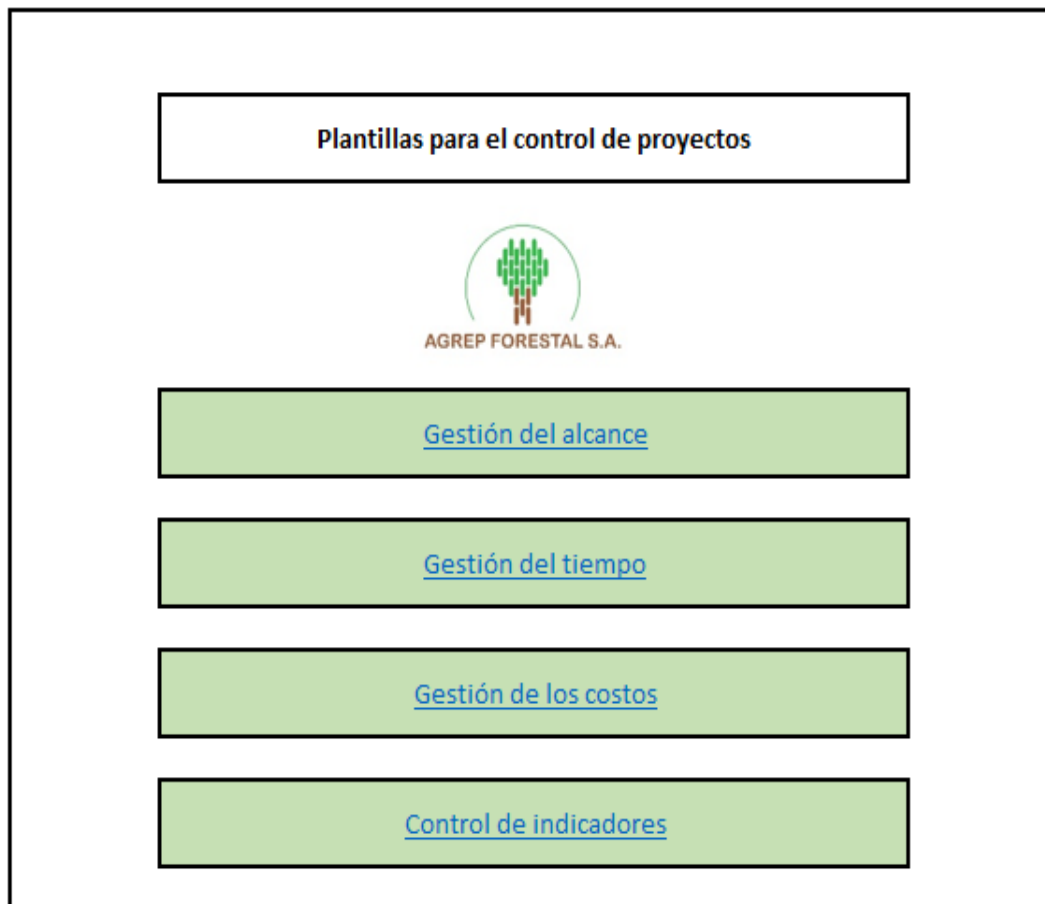 Plantillas para el control de proyectos
AGREP FORESTAL S.A.
Gestión del alcance
Gestión del tiempo
Gestión de los costos
Control de indicadores